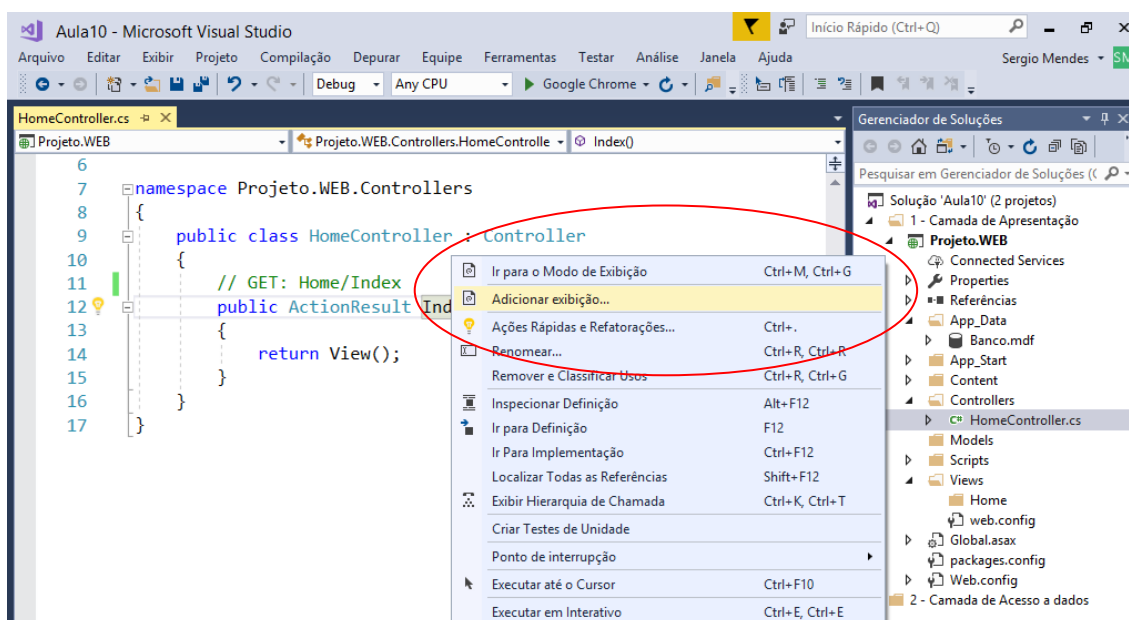 Aula10 - Microsoft Visual Studio
Início Rápido (Ctrl+Q)
Arquivo Editar Exibir Projeto Compilação Depurar Equipe Ferramentas Testar Análise Janela Ajuda
Sergio Mendes
SM
Debug Any CPU Google Chrome
HomeController.cs
Projeto.WEB Projeto.WEB.Controllers.HomeControlle Index()
6
7 namespace Projeto.WEB.Controllers
8 {
9 public class HomeController : Controller
10 {
11 // GET: Home/Index
12 public ActionResult Ind
13 {
14 return View();
15 }
16 }
17 }
Ir para o Modo de Exibição Ctrl+M, Ctrl+G
Adicionar exibição...
Ações Rápidas e Refatorações... Ctrl+.
Renomear... Ctrl+R, Ctrl+R
Remover e Classificar Usos Ctrl+R, Ctrl+G
Inspecionar Definição Alt+F12
Ir para Definição F12
Ir Para Implementação Ctrl+F12
Localizar Todas as Referências Shift+F12
Exibir Hierarquia de Chamada Ctrl+K, Ctrl+T
Criar Testes de Unidade
Ponto de interrupção
Executar até o Cursor Ctrl+F10
Executar em Interativo Ctrl+E, Ctrl+E
Gerenciador de Soluções
Pesquisar em Gerenciador de Soluções (C
Solução 'Aula10' (2 projetos)
1 - Camada de Apresentação
Projeto.WEB
Connected Services
Properties
Referências
App_Data
Banco.mdf
App_Start
Content
Controllers
C# HomeController.cs
Models
Scripts
Views
Home
web.config
Global.asax
packages.config
Web.config
2 - Camada de Acesso a dados